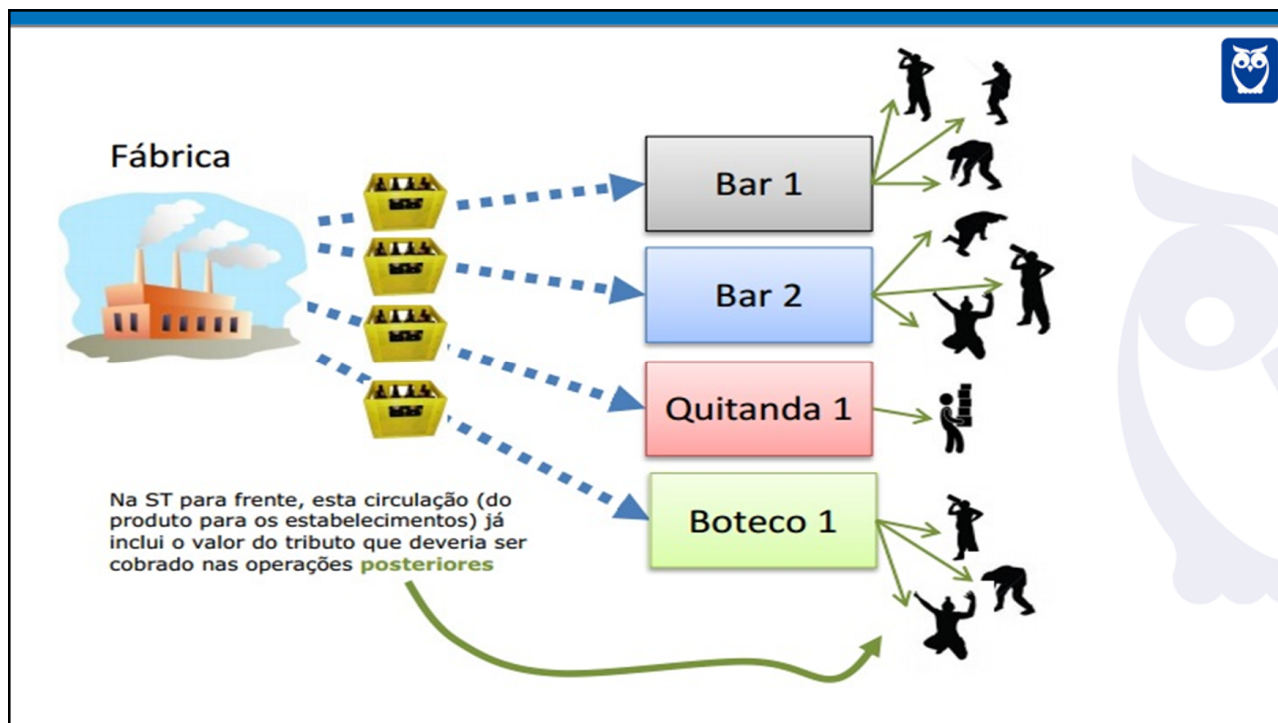 Fábrica
Bar 1
Bar 2
Quitanda 1
Boteco 1
Na ST para frente, esta circulação (do
produto para os estabelecimentos) já
inclui o valor do tributo que deveria ser
cobrado nas operações posteriores